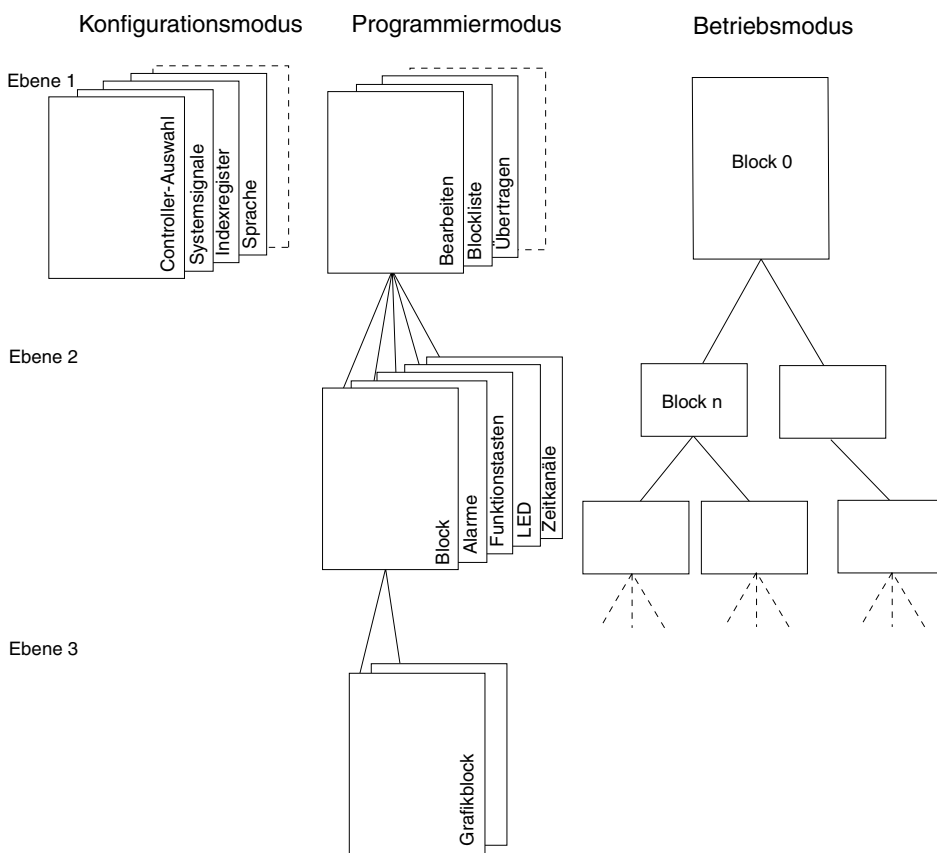 Konfigurationsmodus
Programmiermodus
Betriebsmodus
Ebene 1
Controller-Auswahl
Systemsignale
Indexregister
Sprache
Bearbeiten
Blockliste
Übertragen
Block 0
Ebene 2
Block
Alarme
Funktionstasten
LED
Zeitkanäle
Block n
Ebene 3
Grafikblock